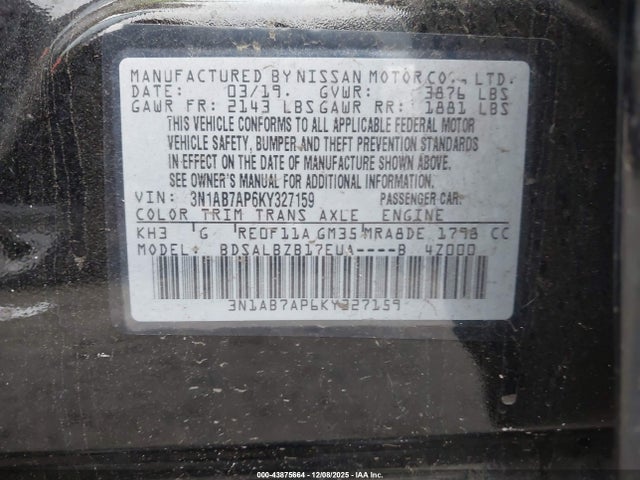 MANUFACTURED BY NISSAN MOTOR CO., LTD.
DATE: 03/19. GVWR: 3876 LBS
GAWR FR: 2143 LBS GAWR RR: 1881 LBS
THIS VEHICLE CONFORMS TO ALL APPLICABLE FEDERAL MOTOR
VEHICLE SAFETY, BUMPER AND THEFT PREVENTION STANDARDS
IN EFFECT ON THE DATE OF MANUFACTURE SHOWN ABOVE.
SEE OWNER'S MANUAL FOR ADDITIONAL INFORMATION.
VIN: 3N1AB7AP6KY327159 PASSENGER CAR.
COLOR TRIM TRANS AXLE ENGINE
KH3 G RE0F11A GM35 MRA8DE 1798 CC
MODEL: BDSALBZB17EUA----B 4Z000
3N1AB7AP6KY327159
000-43875664 - 12/08/2025 - IAA Inc.